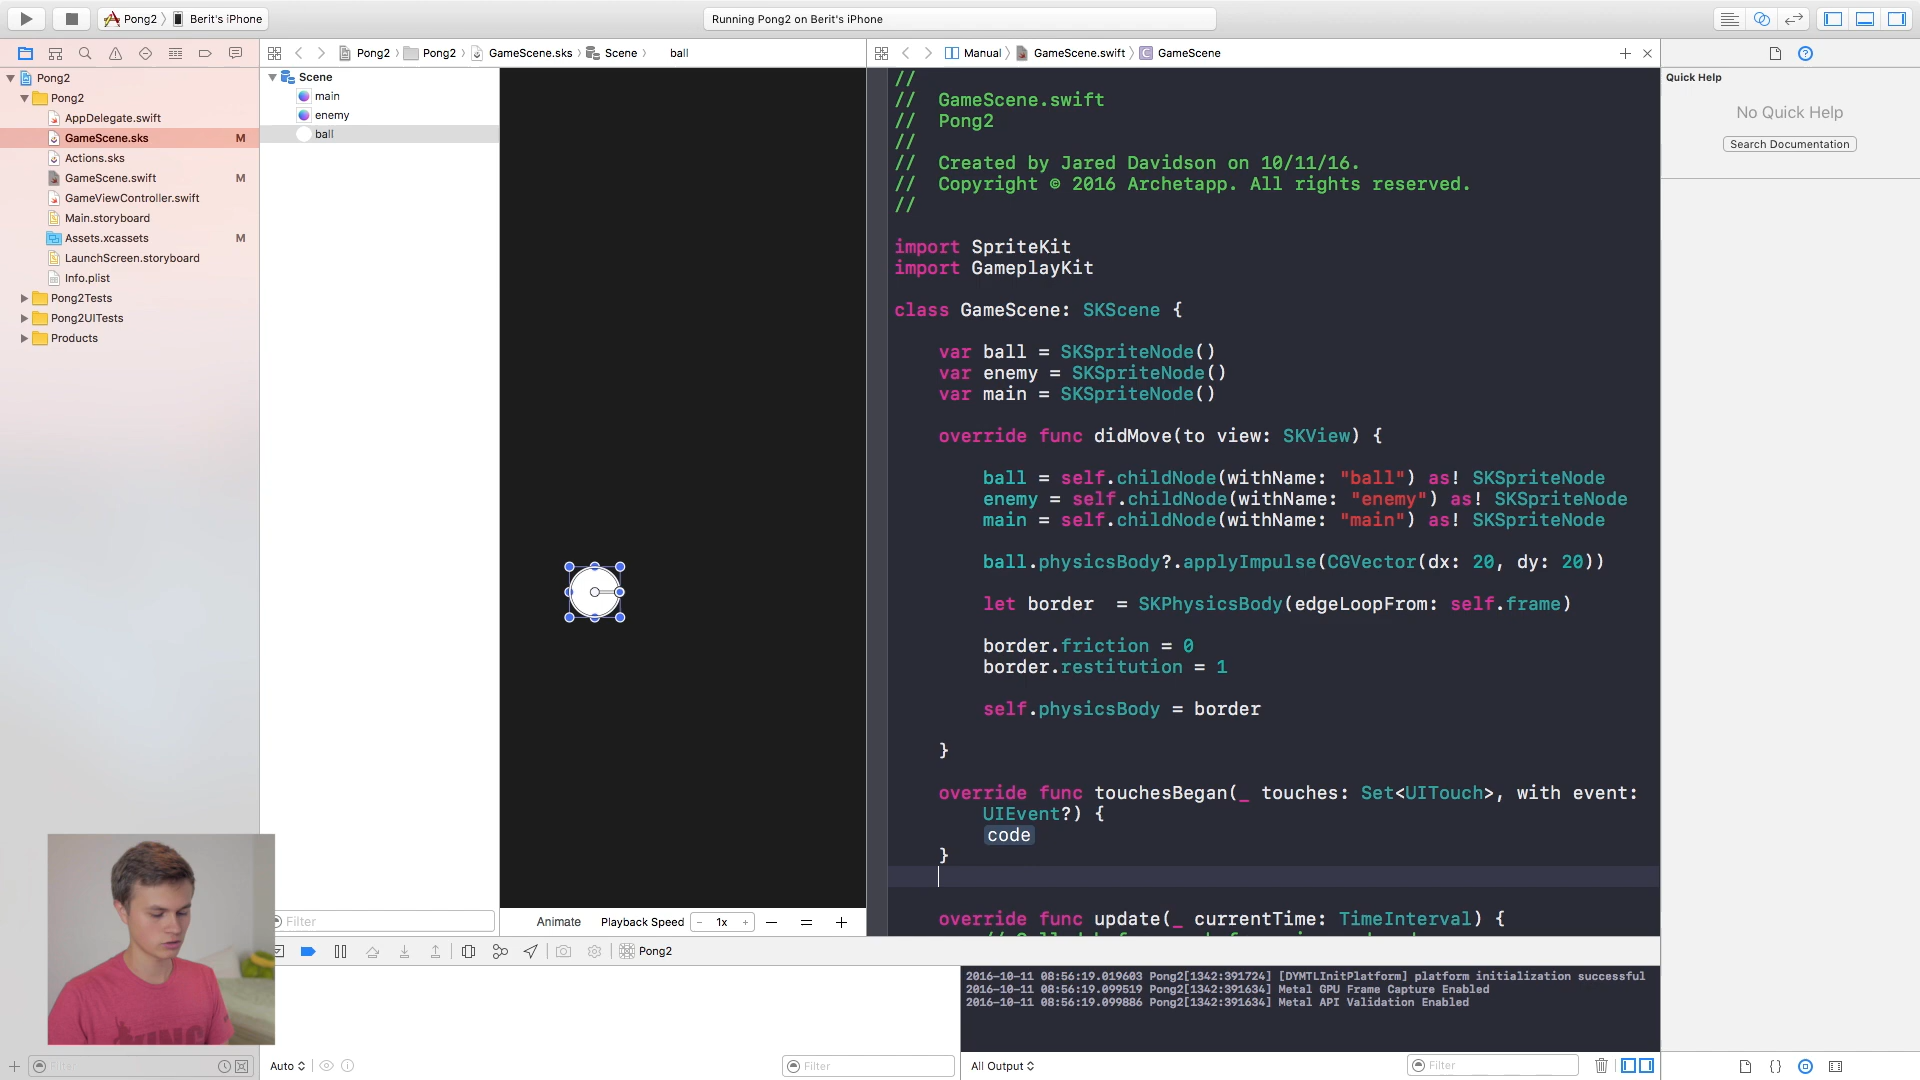 Pong2 〉 Berit's iPhone
Running Pong2 on Berit's iPhone
Pong2
Pong2
AppDelegate.swift
GameScene.sks M
Actions.sks
GameScene.swift M
GameViewController.swift
Main.storyboard
Assets.xcassets M
LaunchScreen.storyboard
Info.plist
Pong2Tests
Pong2UITests
Products
Filter
Pong2 〉 Pong2 〉 GameScene.sks 〉 Scene 〉 ball
Scene
main
enemy
ball
Filter
Animate Playback Speed - 1x +
Manual 〉 GameScene.swift 〉 GameScene
//
// GameScene.swift
// Pong2
//
// Created by Jared Davidson on 10/11/16.
// Copyright © 2016 Archetapp. All rights reserved.
//
import SpriteKit
import GameplayKit
class GameScene: SKScene {
var ball = SKSpriteNode()
var enemy = SKSpriteNode()
var main = SKSpriteNode()
override func didMove(to view: SKView) {
ball = self.childNode(withName: "ball") as! SKSpriteNode
enemy = self.childNode(withName: "enemy") as! SKSpriteNode
main = self.childNode(withName: "main") as! SKSpriteNode
ball.physicsBody?.applyImpulse(CGVector(dx: 20, dy: 20))
let border  = SKPhysicsBody(edgeLoopFrom: self.frame)
border.friction = 0
border.restitution = 1
self.physicsBody = border
}
override func touchesBegan(_ touches: Set<UITouch>, with event:
UIEvent?) {
code
}
override func update(_ currentTime: TimeInterval) {
Quick Help
No Quick Help
Search Documentation
Pong2
2016-10-11 08:56:19.019603 Pong2[1342:391724] [DYMTLInitPlatform] platform initialization successful
2016-10-11 08:56:19.099519 Pong2[1342:391634] Metal GPU Frame Capture Enabled
2016-10-11 08:56:19.099886 Pong2[1342:391634] Metal API Validation Enabled
Auto
Filter
All Output
Filter